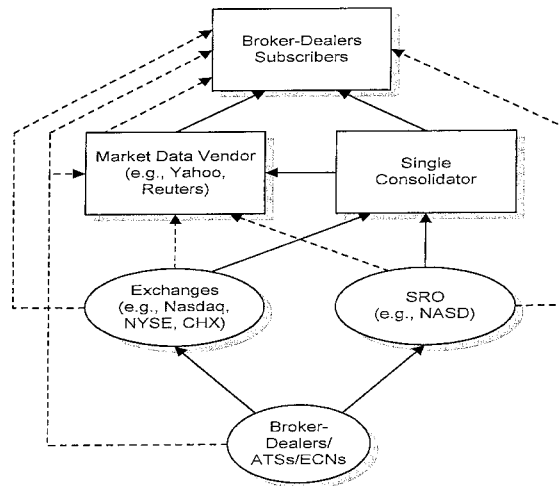 Broker-Dealers
Subscribers
Market Data Vendor
(e.g., Yahoo,
Reuters)
Single
Consolidator
Exchanges
(e.g., Nasdaq,
NYSE, CHX)
SRO
(e.g., NASD)
Broker-
Dealers/
ATSs/ECNs